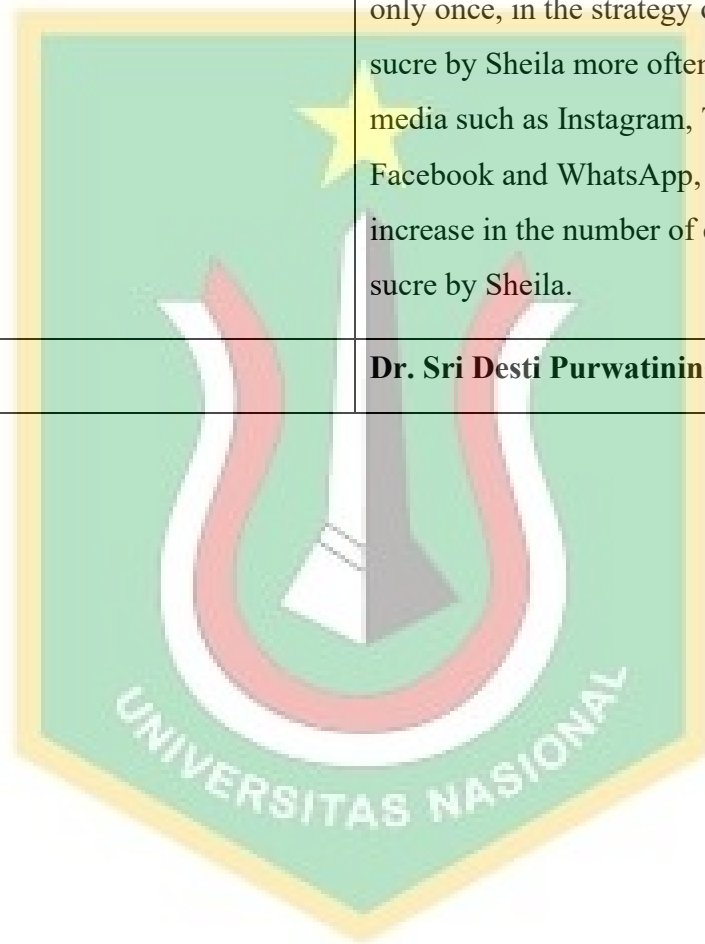 only once, in the strategy
sucre by Sheila more often
media such as Instagram,
Facebook and WhatsApp,
increase in the number of
sucre by Sheila.
Dr. Sri Desti Purwatinin
UNIVERSITAS NASIONAL